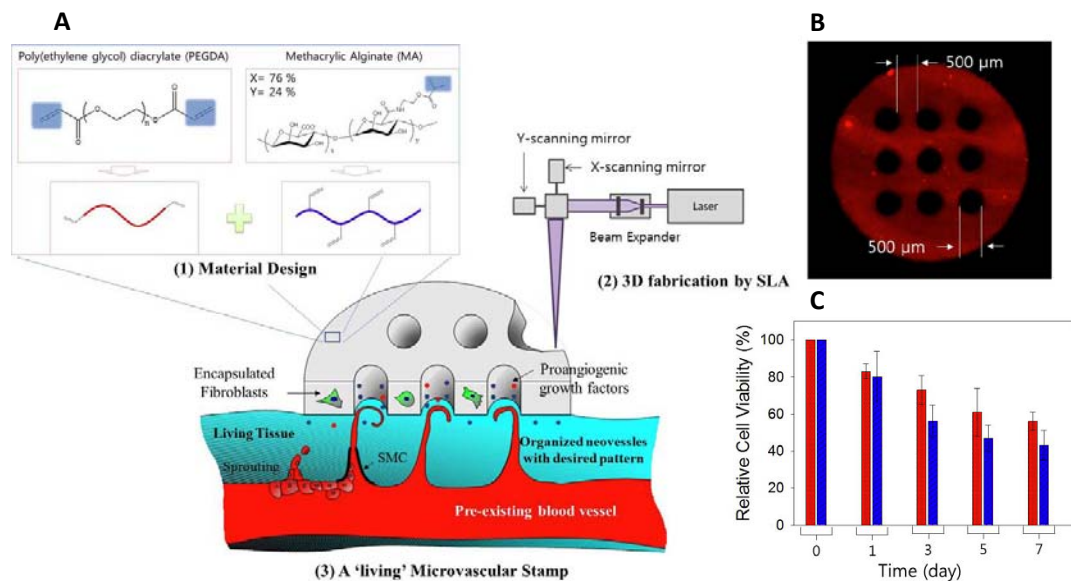 A
Poly(ethylene glycol) diacrylate (PEGDA)
Methacrylic Alginate (MA)
X= 76 %
Y= 24 %
(1) Material Design
Y-scanning mirror
X-scanning mirror
Laser
Beam Expander
(2) 3D fabrication by SLA
Encapsulated
Fibroblasts
Proangiogenic
growth factors
Living Tissue
Sprouting
SMC
Organized neovessles
with desired pattern
Pre-existing blood vessel
(3) A ‘living’ Microvascular Stamp
B
500 µm
500 µm
C
Relative Cell Viability (%)
100
80
60
40
20
0
0 1 3 5 7
Time (day)